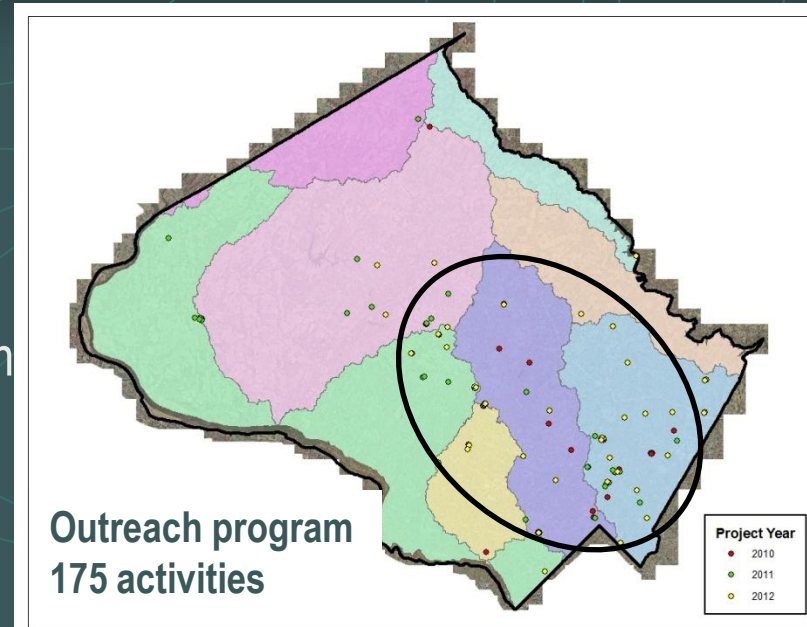 n
Outreach program
175 activities
Project Year
2010
2011
2012